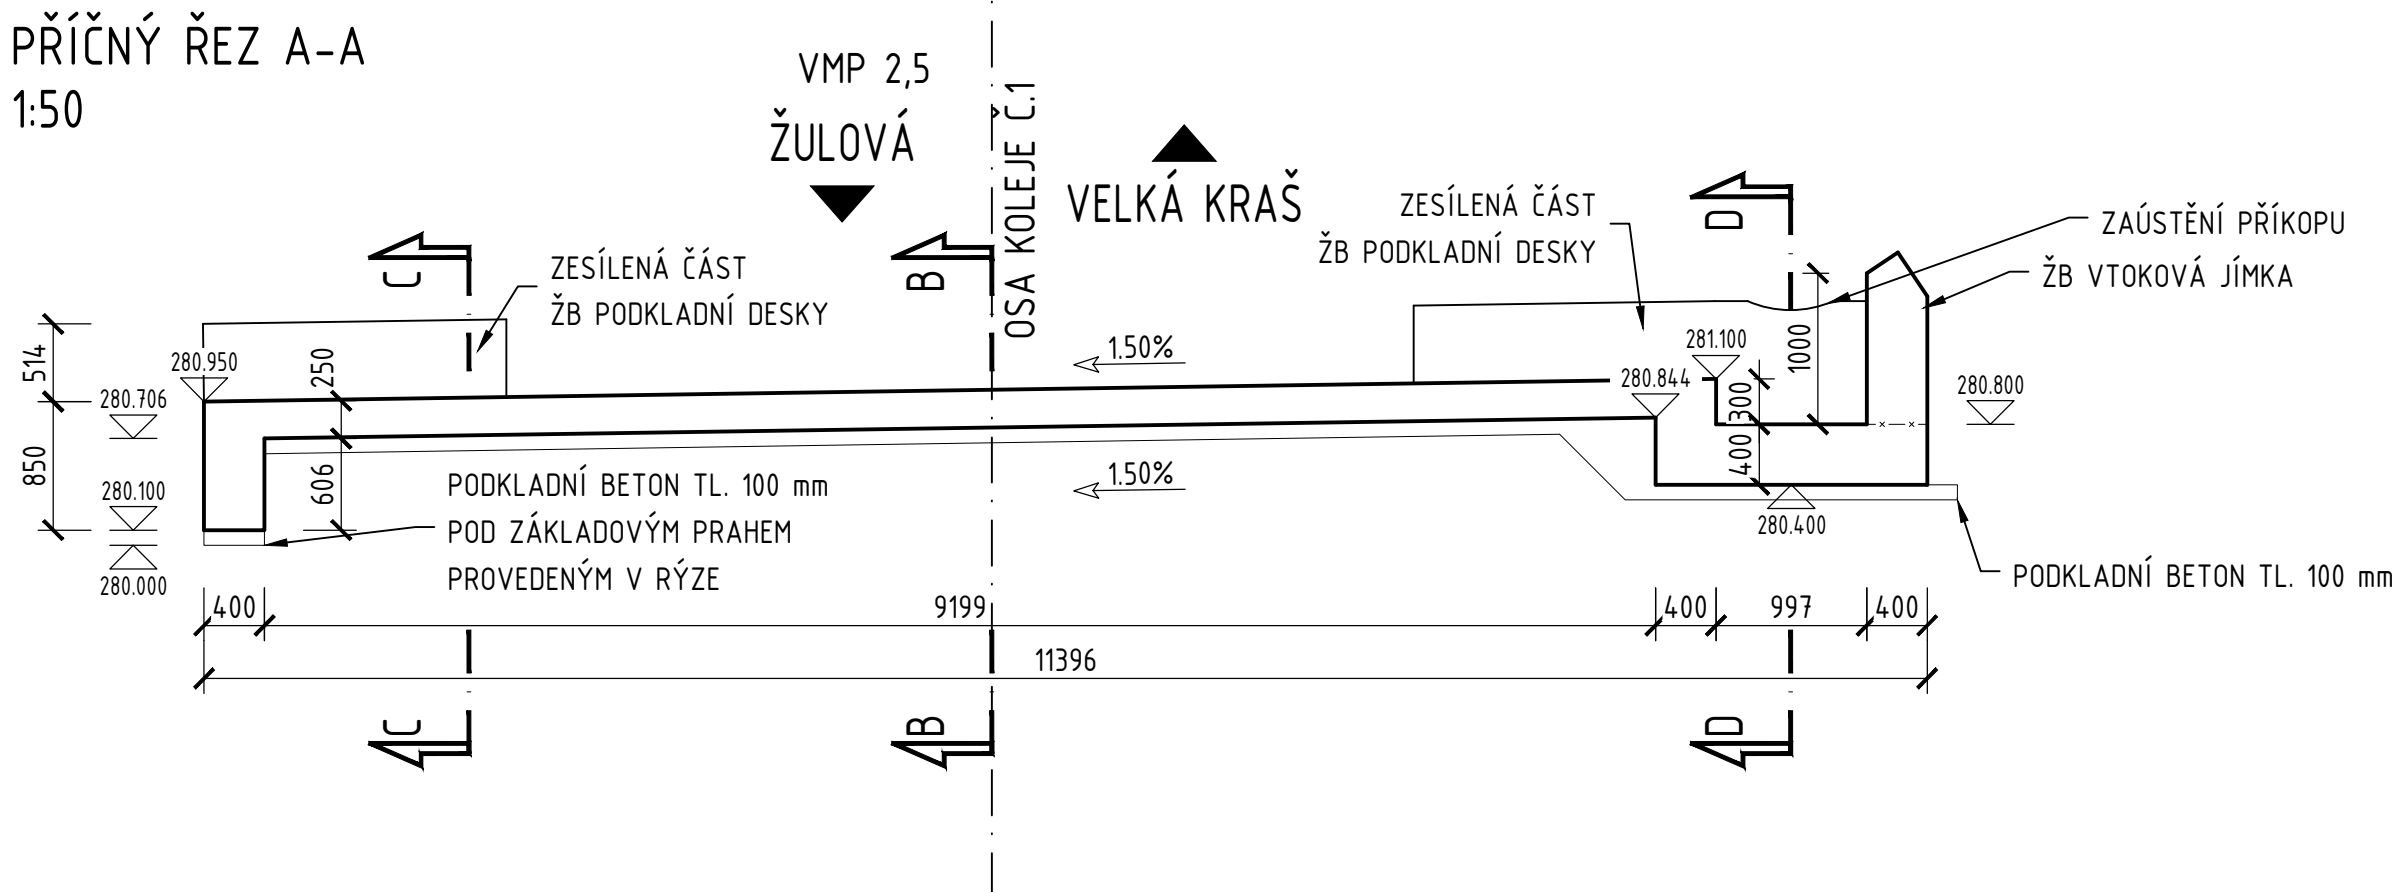 PŘÍČNÝ ŘEZ A-A
1:50
VMP 2,5
ŽULOVÁ
OSA KOLEJE Č.1
VELKÁ KRAŠ
ZESÍLENÁ ČÁST
ŽB PODKLADNÍ DESKY
D
ZAÚSTĚNÍ PŘÍKOPU
ŽB VTOKOVÁ JÍMKA
C
ZESÍLENÁ ČÁST
ŽB PODKLADNÍ DESKY
B
514
280.950
250
280.706
850
280.100
606
280.000
1.50%
1.50%
281.100
1000
280.844
300
400
280.800
280.400
PODKLADNÍ BETON TL. 100 mm
POD ZÁKLADOVÝM PRAHEM
PROVEDENÝM V RÝZE
PODKLADNÍ BETON TL. 100 mm
400
9199
400
997
400
11396
C
B
D